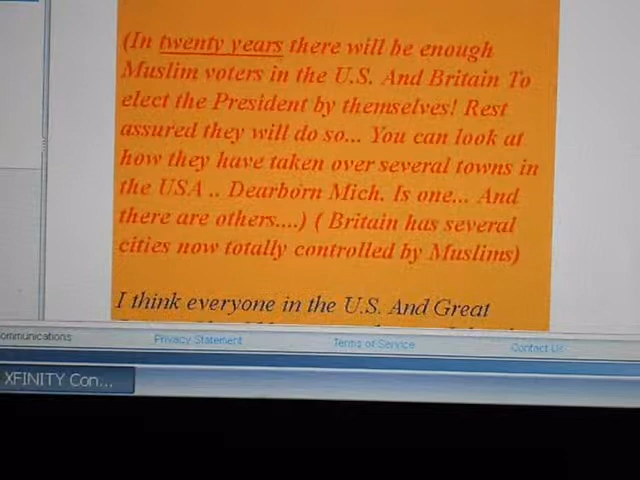 (In twenty years there will be enough
Muslim voters in the U.S. And Britain To
elect the President by themselves! Rest
assured they will do so... You can look at
how they have taken over several towns in
the USA .. Dearborn Mich. Is one... And
there are others....) ( Britain has several
cities now totally controlled by Muslims)
I think everyone in the U.S. And Great
ommunications Privacy Statement Terms of Service Contact Us
XFINITY Con...